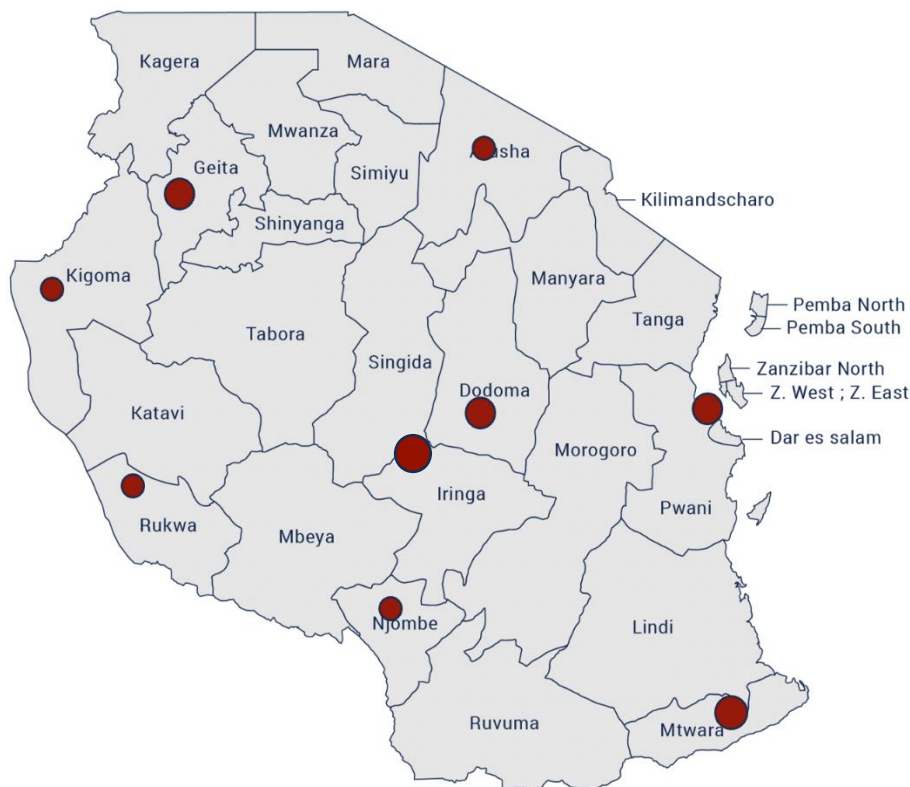 Kagera
Mara
Mwanza
Geita
Simiyu
Kilimandscharo
Shinyanga
Kigoma
Manyara
Pemba North
Tanga
Pemba South
Tabora
Singida
Zanzibar North
Dodoma
Z. West ; Z. East
Katavi
Dar es salam
Morogoro
Iringa
Pwani
Rukwa
Mbeya
Njombe
Lindi
Ruvuma
Mtwara